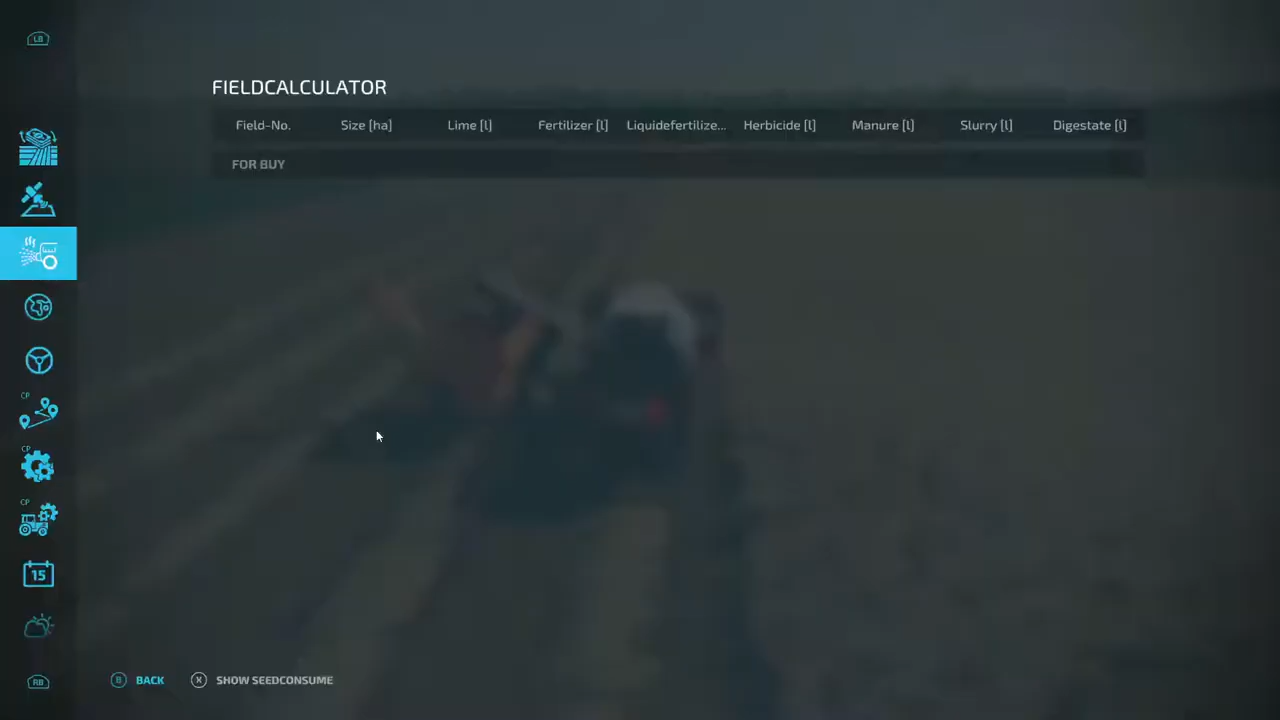 LB
FIELDCALCULATOR
Field-No. Size [ha] Lime [l] Fertilizer [l] Liquidefertilize... Herbicide [l] Manure [l] Slurry [l] Digestate [l]
FOR BUY
CP
CP
CP
15
B BACK X SHOW SEEDCONSUME
RB